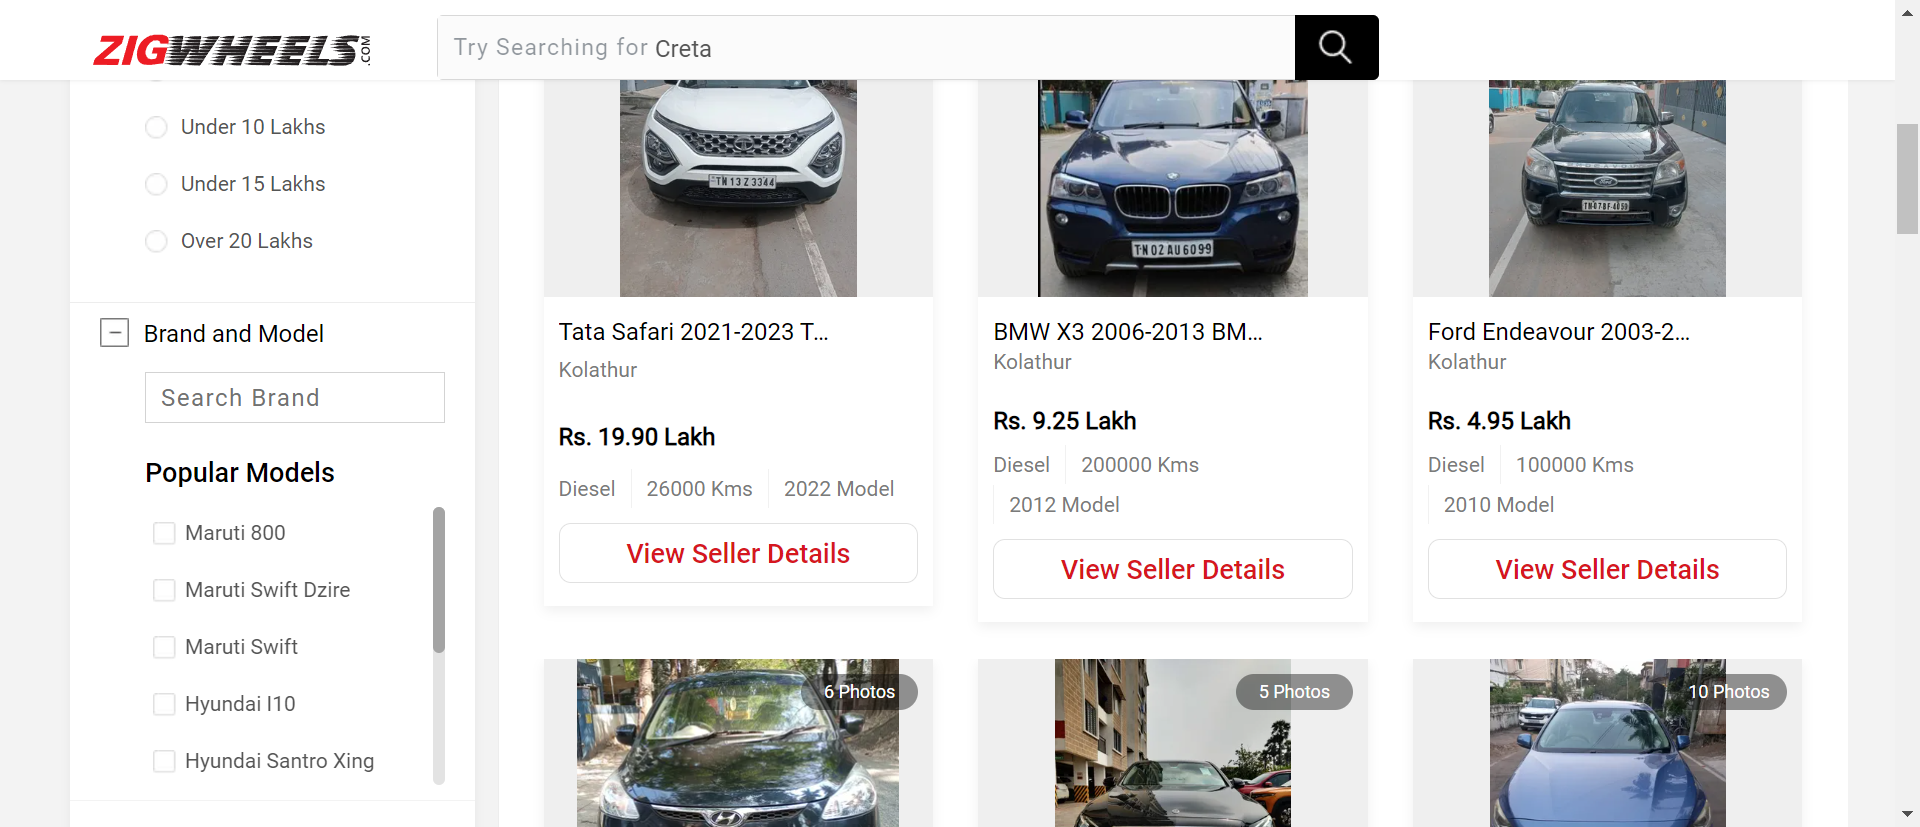 ZIGWHEELS.COM
Try Searching for Creta
Under 10 Lakhs
Under 15 Lakhs
Over 20 Lakhs
Brand and Model
Search Brand
Popular Models
Maruti 800
Maruti Swift Dzire
Maruti Swift
Hyundai I10
Hyundai Santro Xing
TN 13 Z 3344
Tata Safari 2021-2023 T...
Kolathur
Rs. 19.90 Lakh
Diesel
26000 Kms
2022 Model
View Seller Details
TN 02 AU 6099
BMW X3 2006-2013 BM...
Kolathur
Rs. 9.25 Lakh
Diesel
200000 Kms
2012 Model
View Seller Details
ENDEAVOUR
Ford
Ford Endeavour 2003-2...
Kolathur
Rs. 4.95 Lakh
Diesel
100000 Kms
2010 Model
View Seller Details
6 Photos
5 Photos
10 Photos